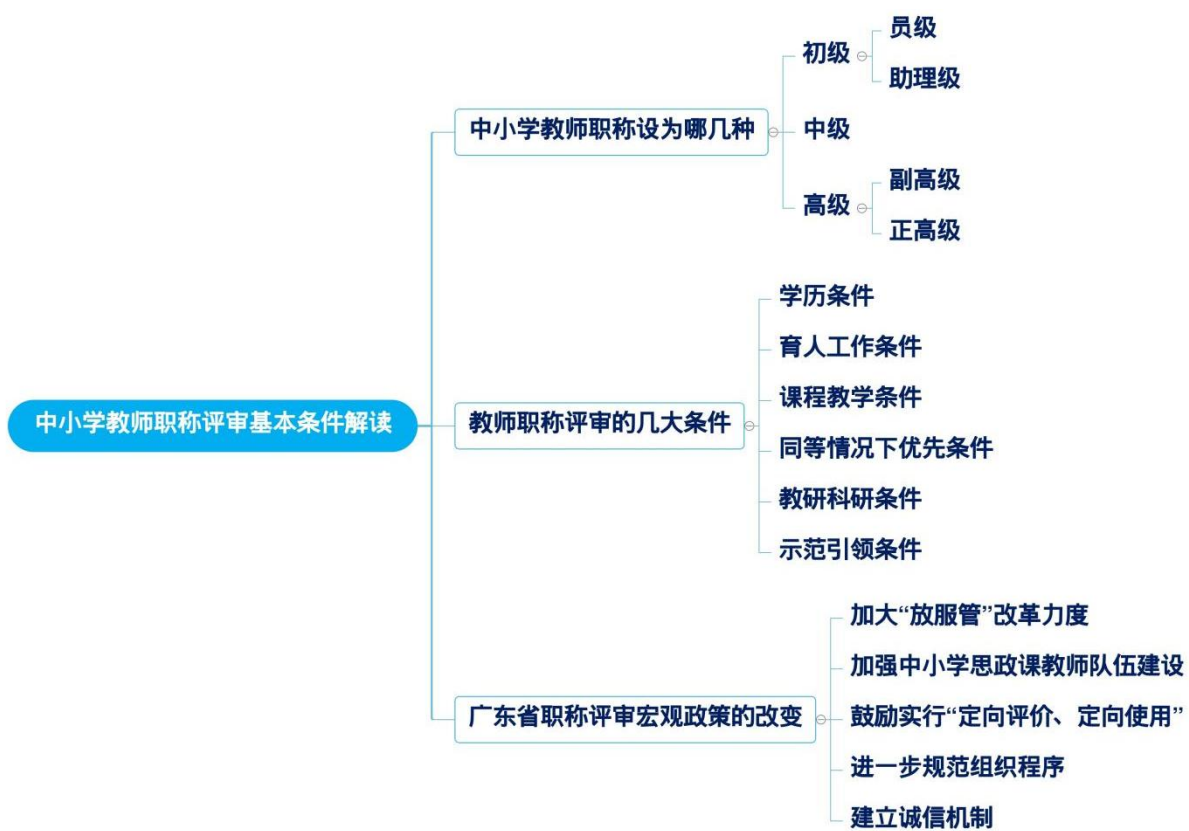 中小学教师职称评审基本条件解读
中小学教师职称设为哪几种
初级
员级
助理级
中级
高级
副高级
正高级
教师职称评审的几大条件
学历条件
育人工作条件
课程教学条件
同等情况下优先条件
教研科研条件
示范引领条件
广东省职称评审宏观政策的改变
加大“放服管”改革力度
加强中小学思政课教师队伍建设
鼓励实行“定向评价、定向使用”
进一步规范组织程序
建立诚信机制